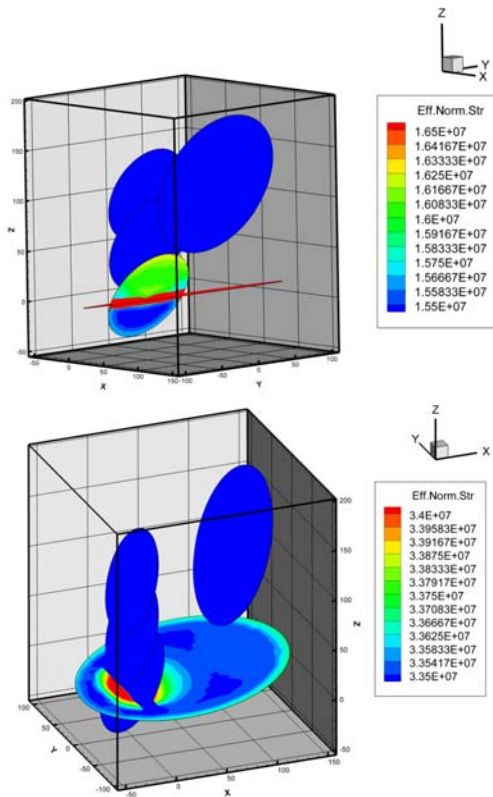 Z
Y
X
Eff.Norm.Str
1.65E+07
1.64167E+07
1.63333E+07
1.625E+07
1.61667E+07
1.60833E+07
1.6E+07
1.59167E+07
1.58333E+07
1.575E+07
1.56667E+07
1.55833E+07
1.55E+07
200
150
100
50
0
-50
Z
-50
0
50
100
150
X
-100
-50
0
50
100
Y
Z
Y
X
Eff.Norm.Str
3.4E+07
3.39583E+07
3.39167E+07
3.3875E+07
3.38333E+07
3.37917E+07
3.375E+07
3.37083E+07
3.36667E+07
3.3625E+07
3.35833E+07
3.35417E+07
3.35E+07
200
150
100
50
0
-50
Z
100
50
0
-50
-100
Y
0
50
100
150
X